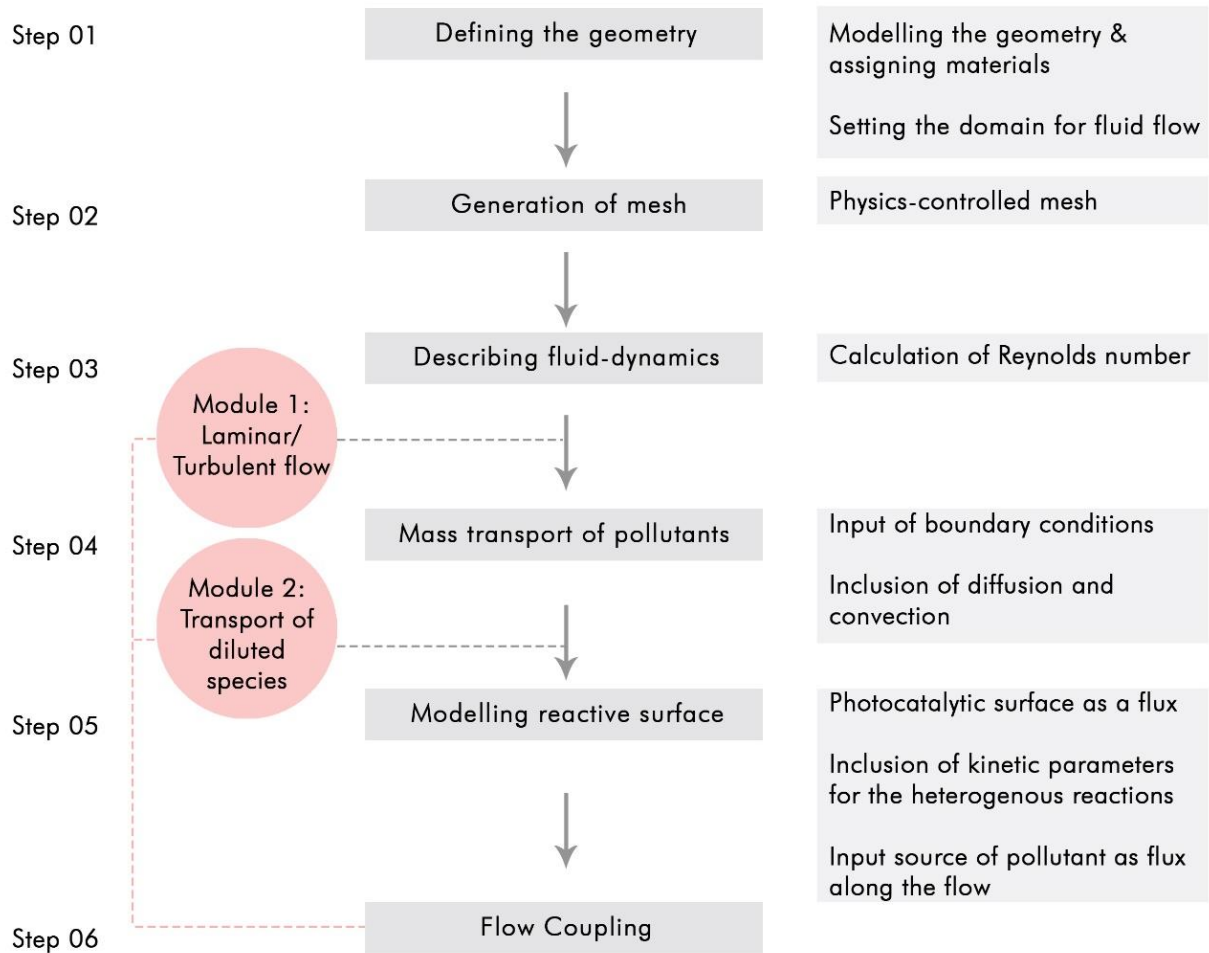 Step 01
Defining the geometry
Modelling the geometry &
assigning materials
Setting the domain for fluid flow
Step 02
Generation of mesh
Physics-controlled mesh
Step 03
Describing fluid-dynamics
Calculation of Reynolds number
Module 1:
Laminar/
Turbulent flow
Step 04
Mass transport of pollutants
Input of boundary conditions
Inclusion of diffusion and
convection
Module 2:
Transport of
diluted
species
Step 05
Modelling reactive surface
Photocatalytic surface as a flux
Inclusion of kinetic parameters
for the heterogenous reactions
Input source of pollutant as flux
along the flow
Step 06
Flow Coupling